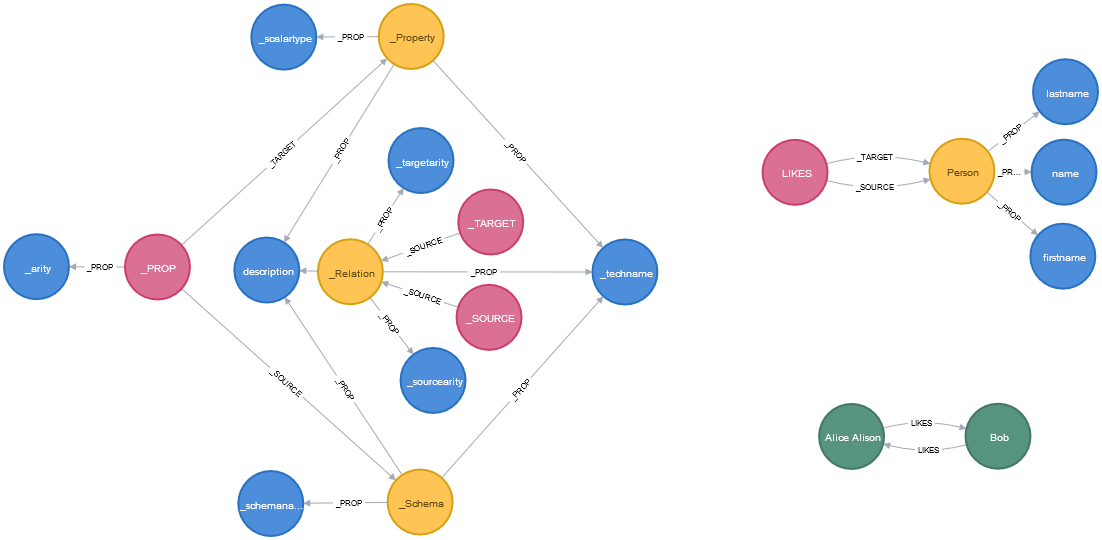 _scalartype
_PROP
_Property
_TARGET
_PROP
_PROP
_targetarity
_PROP
_TARGET
_SOURCE
_arity
_PROP
_PROP
description
_Relation
_PROP
_techname
_SOURCE
_SOURCE
_PROP
_sourcearity
_SOURCE
_PROP
_PROP
_schemana...
_PROP
_Schema
lastname
_PROP
LIKES
_TARGET
_SOURCE
Person
_PR...
name
_PROP
firstname
Alice Alison
LIKES
LIKES
Bob